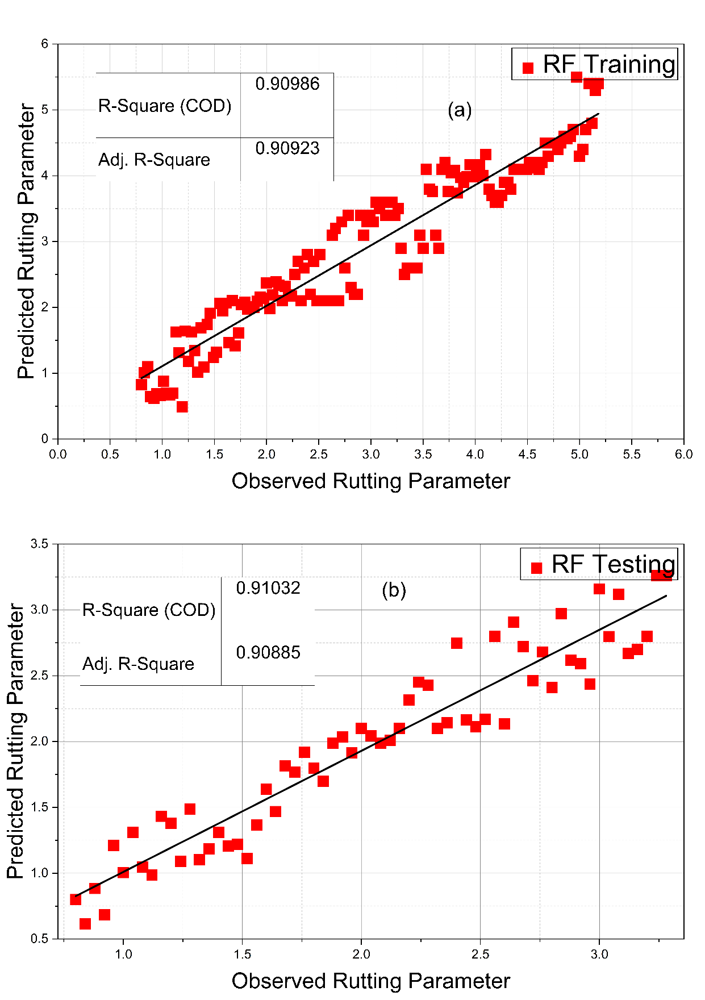 6
RF Training
0.90986
R-Square (COD)
(a)
5
0.90923
Adj. R-Square
4
3
2
1
0
Predicted Rutting Parameter
0.0 0.5 1.0 1.5 2.0 2.5 3.0 3.5 4.0 4.5 5.0 5.5 6.0
Observed Rutting Parameter
3.5
RF Testing
0.91032
(b)
R-Square (COD)
3.0
0.90885
Adj. R-Square
2.5
2.0
1.5
1.0
0.5
Predicted Rutting Parameter
1.0 1.5 2.0 2.5 3.0
Observed Rutting Parameter